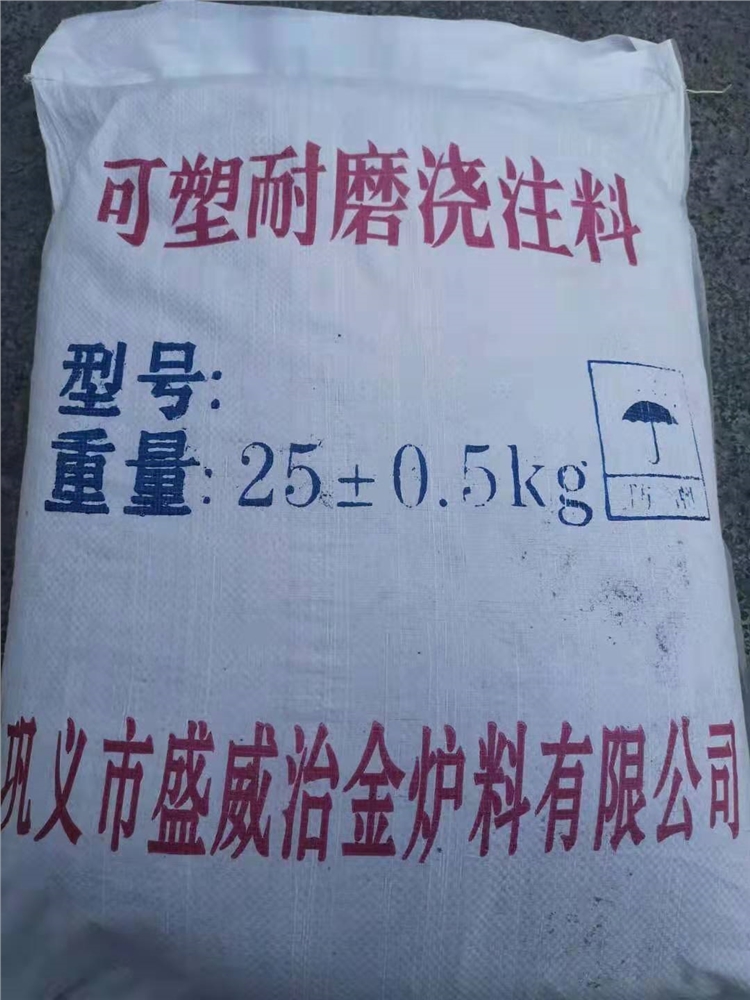 可塑耐磨浇注料
型号:
重量: 25±0.5kg
巩义市盛威治金炉料有限公司